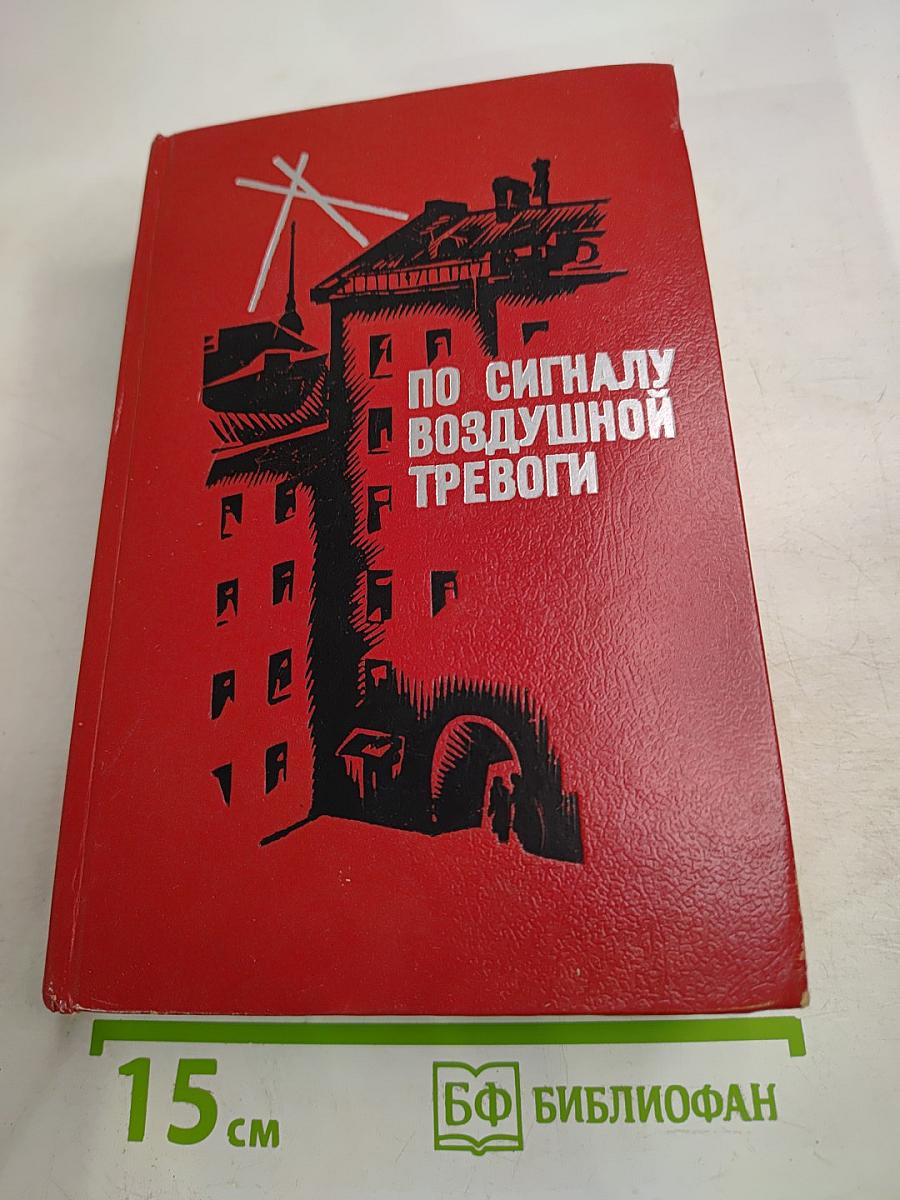 ПО СИГНАЛУ
ВОЗДУШНОЙ
ТРЕВОГИ
15 см
БФ БИБЛИОФАН